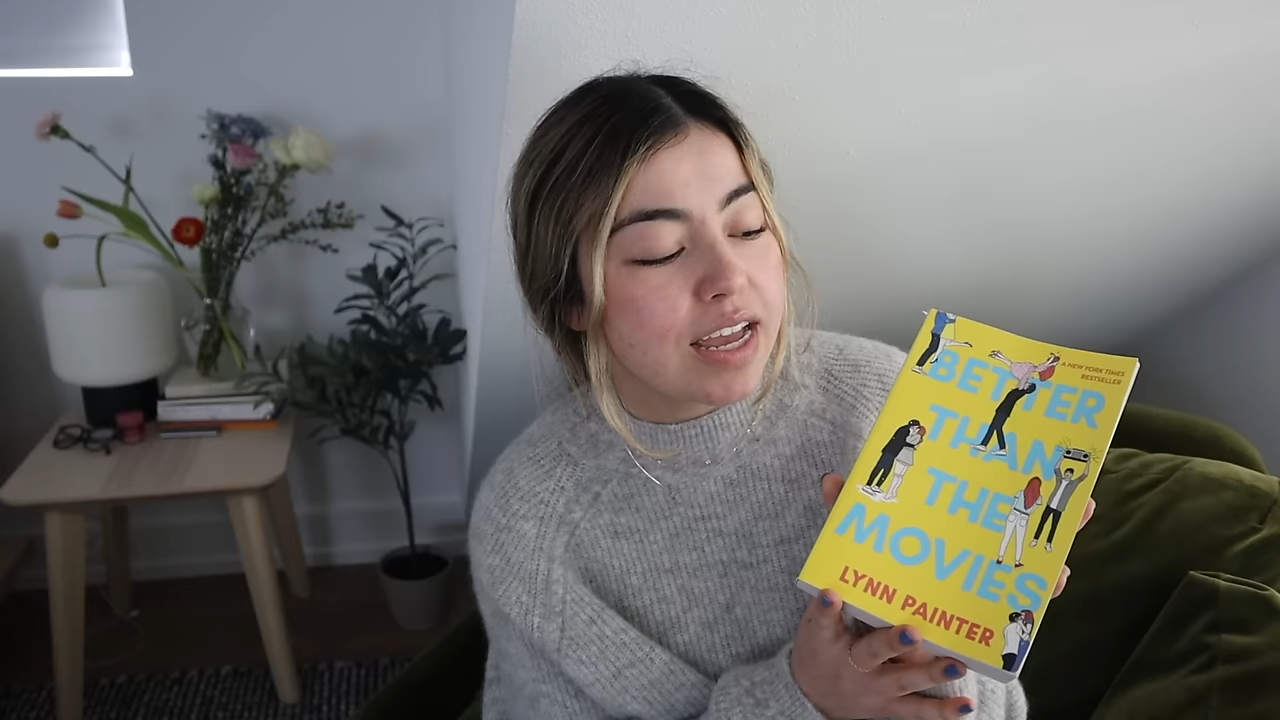 A NEW YORK TIMES
BESTSELLER
BETTER
THAN
THE
MOVIES
LYNN PAINTER